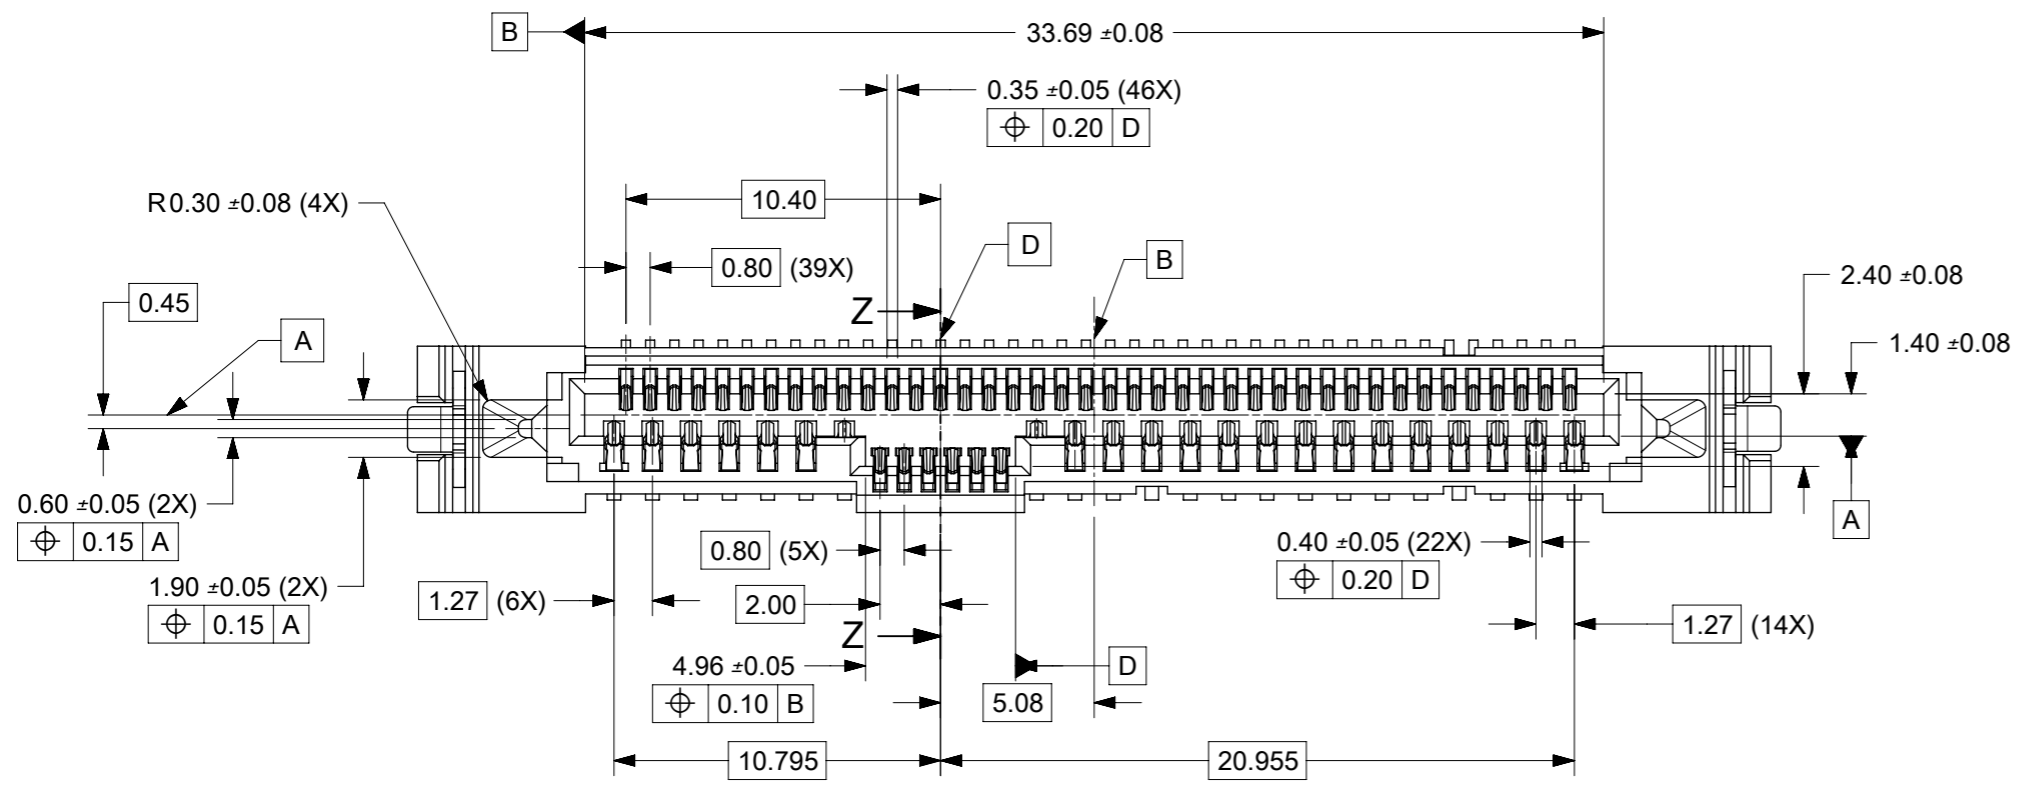 B
33.69 ±0.08
0.35 ±0.05 (46X)
0.20 D
10.40
R0.30 ±0.08 (4X)
D
B
0.80 (39X)
2.40 ±0.08
0.45
Z
A
1.40 ±0.08
0.60 ±0.05 (2X)
0.15 A
A
0.80 (5X)
0.40 ±0.05 (22X)
0.20 D
1.90 ±0.05 (2X)
0.15 A
1.27 (6X)
2.00
1.27 (14X)
Z
4.96 ±0.05
0.10 B
D
5.08
10.795
20.955